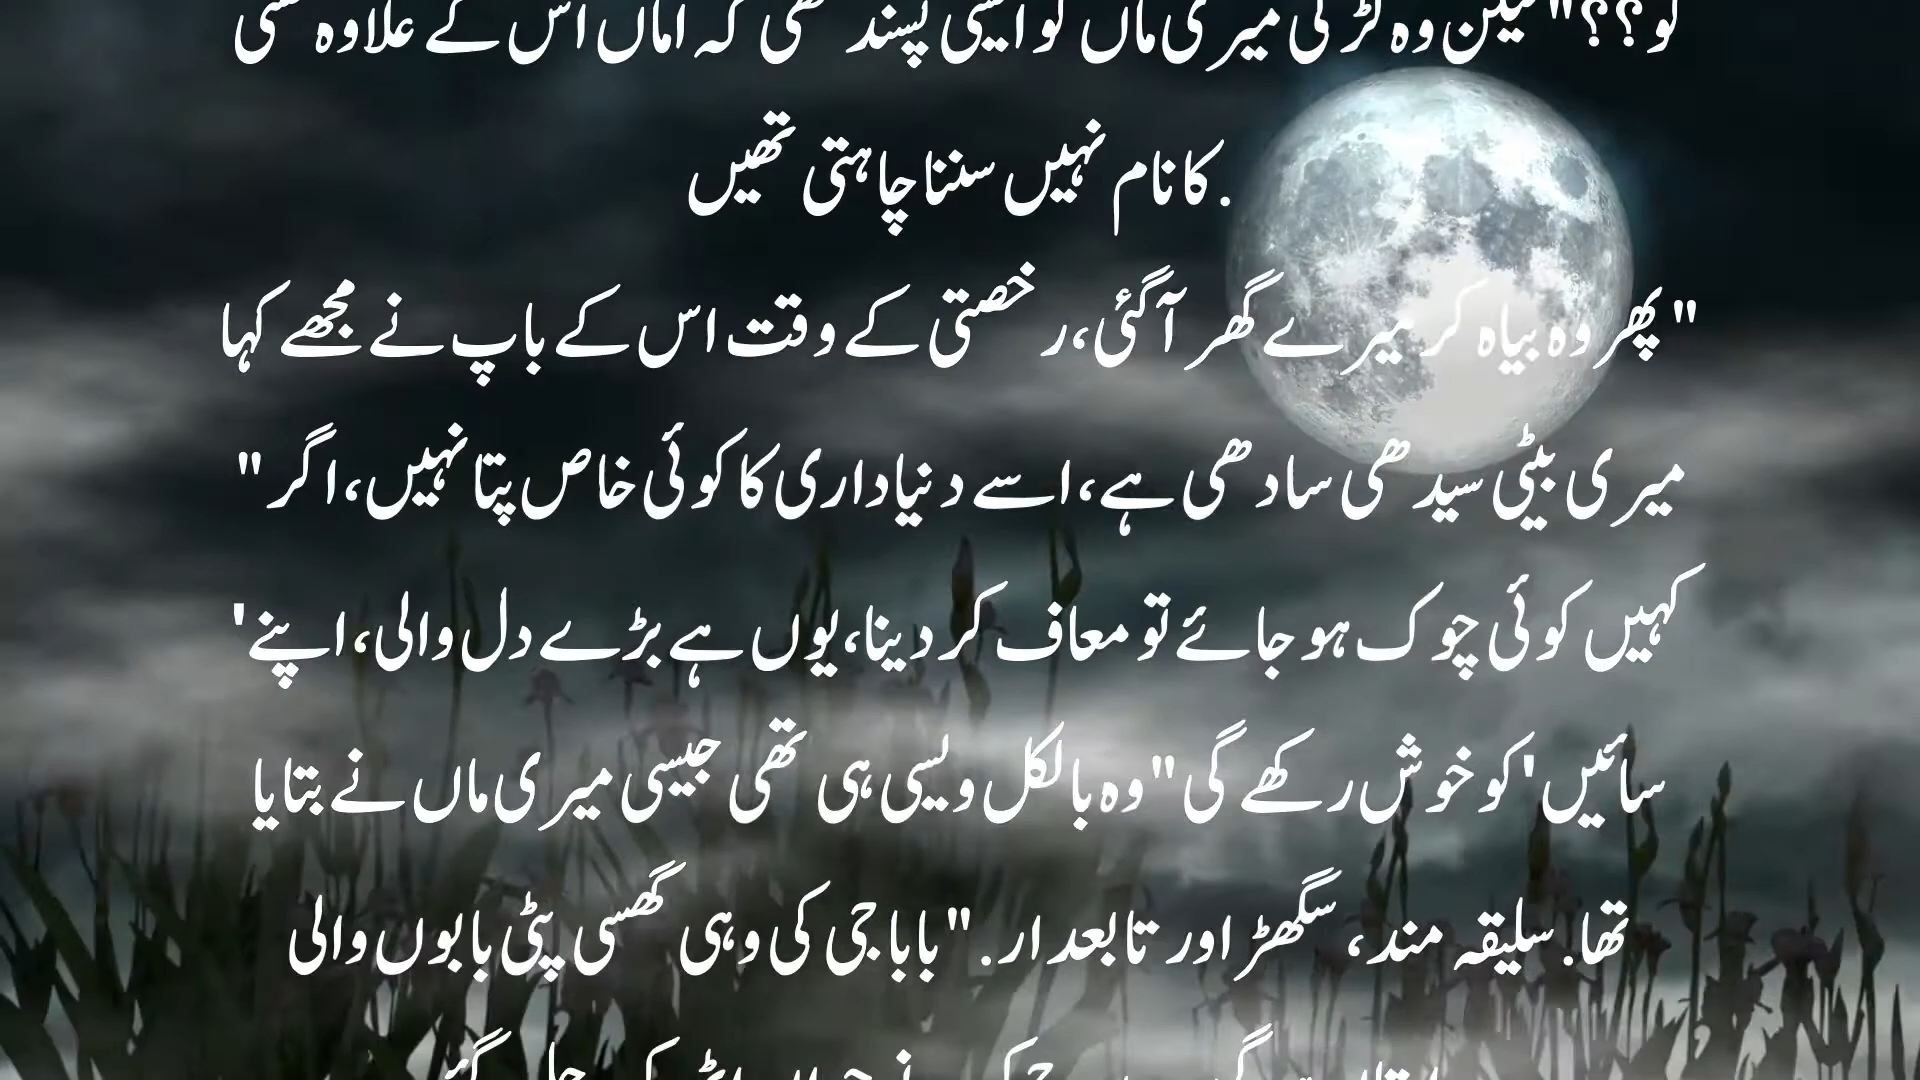 تو؟؟" لیکن وہ لڑکی میری ماں کو ایسی پسند تھی کہ اماں اس کے علاوہ کسی
کا نام نہیں سننا چاہتی تھیں.
"پھر وہ بیاہ کر میرے گھر آگئی، رخصتی کے وقت اس کے باپ نے مجھے کہا
میری بیٹی سیدھی سادھی ہے، اسے دنیاداری کا کوئی خاص پتا نہیں، اگر"
کہیں کوئی چوک ہو جائے تو معاف کر دینا، یوں ہے بڑے دل والی، اپنے'
سائیں' کو خوش رکھے گی" وہ بالکل ویسی ہی تھی جیسی میری ماں نے بتایا
تھا. سلیقہ مند، سگھڑ اور تابعدار." بابا جی کی وہی گھسی پٹی بابوں والی